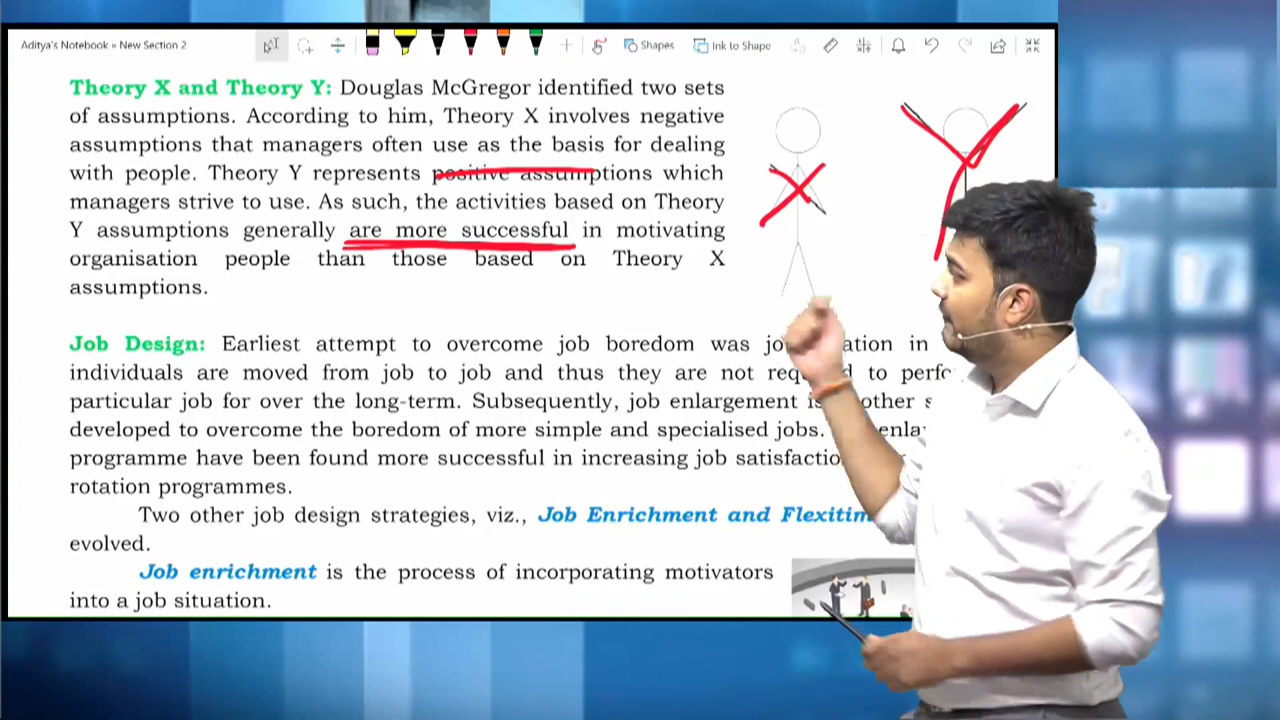 Aditya's Notebook » New Section 2
Shapes
Ink to Shape
Theory X and Theory Y: Douglas McGregor identified two sets
of assumptions. According to him, Theory X involves negative
assumptions that managers often use as the basis for dealing
with people. Theory Y represents positive assumptions which
managers strive to use. As such, the activities based on Theory
Y assumptions generally are more successful in motivating
organisation people than those based on Theory X
assumptions.
Job Design: Earliest attempt to overcome job boredom was in
individuals are moved from job to job and thus they are not to
particular job for over the long-term. Subsequently, job enlargement
developed to overcome the boredom of more simple and specialised jobs.
programme have been found more successful in increasing job
rotation programmes.
Two other job design strategies, viz., Job Enrichment and
evolved.
Job enrichment is the process of incorporating motivators
into a job situation.